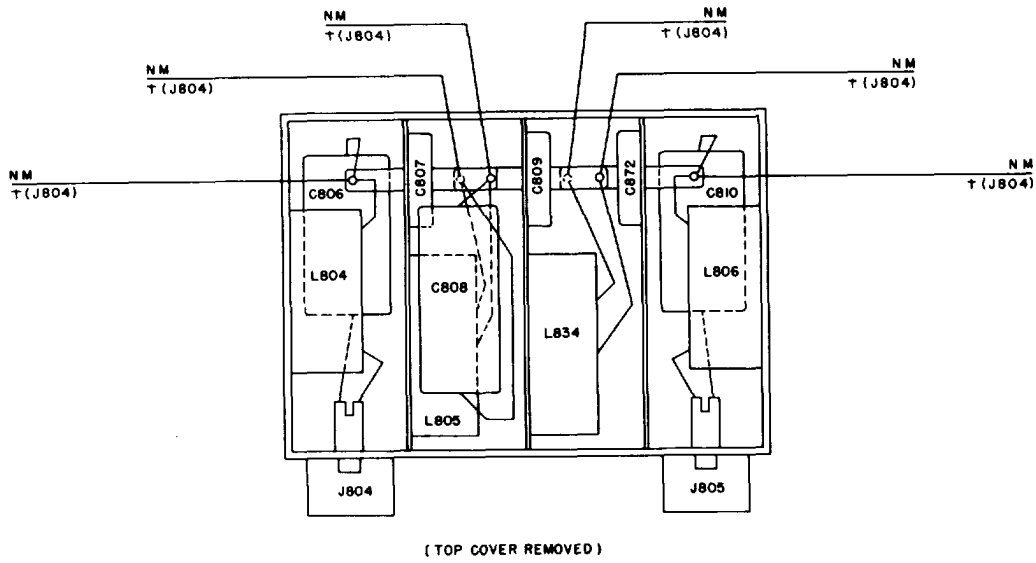 NM
† (J804)
NM
† (J804)
NM
† (J804)
NM
† (J804)
NM
† (J804)
NM
† (J804)
C806
C807
C809
C872
C810
L804
C808
L834
L806
L805
J804
J805
(TOP COVER REMOVED)